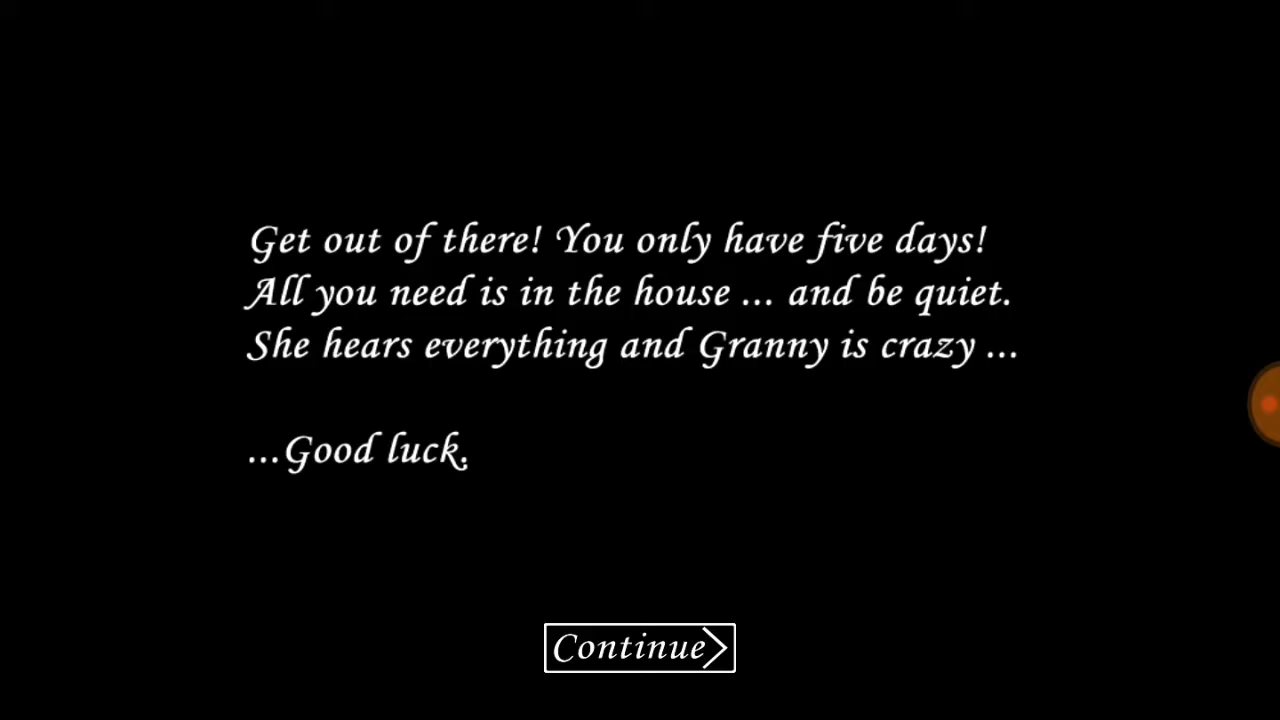 Get out of there! You only have five days!
All you need is in the house ... and be quiet.
She hears everything and Granny is crazy ...
...Good luck.
Continue